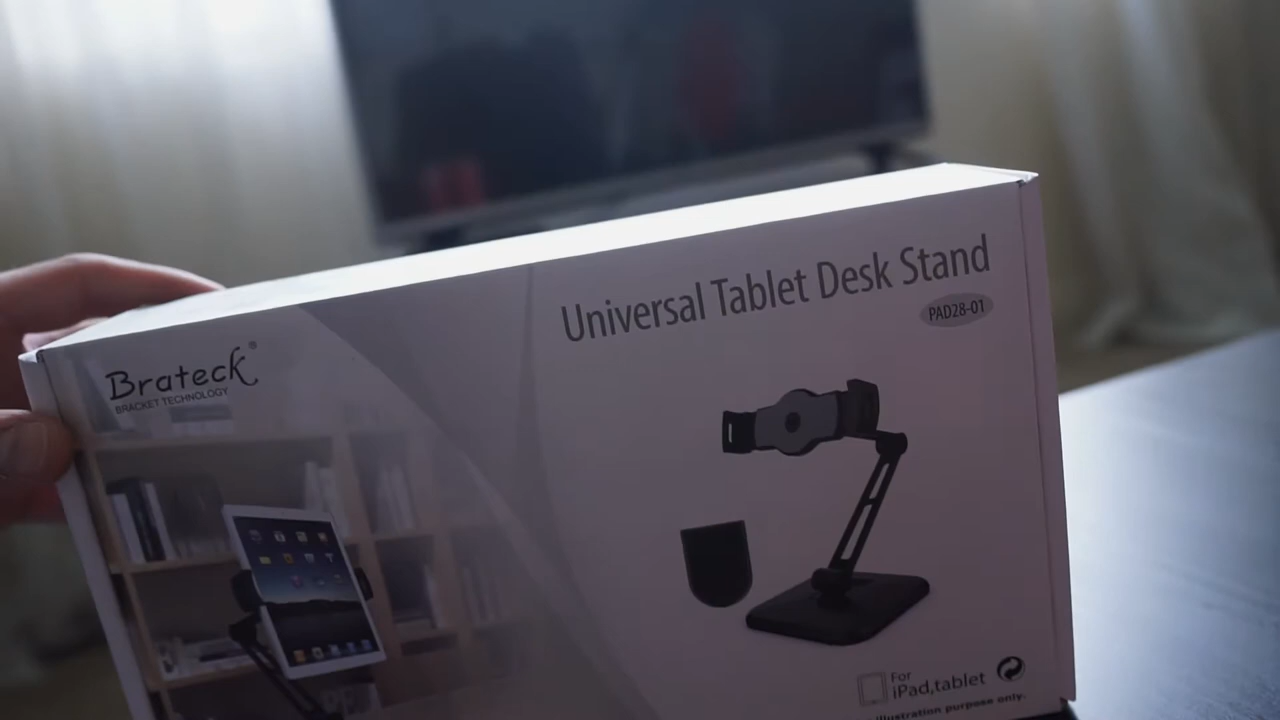 Brateck®
BRACKET TECHNOLOGY
Universal Tablet Desk Stand
PAD28-01
For
iPad,tablet
illustration purpose only.